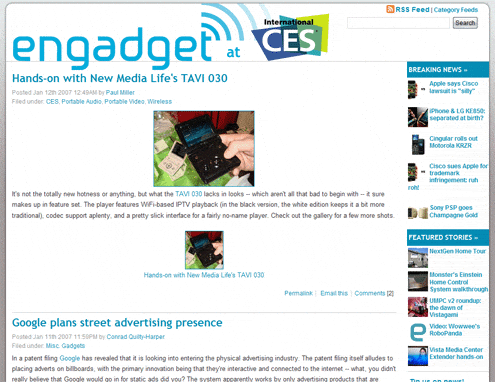 RSS Feed | Category Feeds
engadget at International CES
Search
Hands-on with New Media Life's TAVI 030
Posted Jan 12th 2007 12:49AM by Paul Miller
Filed under: CES, Portable Audio, Portable Video, Wireless
It's not the totally new hotness or anything, but what the TAVI 030 lacks in looks -- which aren't all that bad to begin with -- it sure
makes up in feature set. The player features WiFi-based IPTV playback (in the black version, the white edition keeps it a bit more
traditional), codec support aplenty, and a pretty slick interface for a fairly no-name player. Check out the gallery for a few more shots.
Hands-on with New Media Life's TAVI 030
Permalink | Email this | Comments [2]
Google plans street advertising presence
Posted Jan 11th 2007 11:59PM by Conrad Quilty-Harper
Filed under: Misc. Gadgets
In a patent filing Google has revealed that it is looking into entering the physical advertising industry. The patent filing itself alludes to
placing adverts on billboards, with the primary innovation being that they're interactive and connected to the internet -- what, you didn't
really believe that Google would go in for static ads did you? The system apparently works by only advertising products that are
BREAKING NEWS »
Apple says Cisco
lawsuit is "silly"
iPhone & LG KE850:
separated at birth?
Cingular rolls out
Motorola KRZR
Cisco sues Apple for
trademark
infringement: ruh
roh!
Sony PSP goes
Champagne Gold
FEATURED STORIES »
NextGen Home Tour
Monster's Einstein
Home Control
System walkthrough
UMPC v2 roundup:
the dawn of
Vistagami
Video: Wowwee's
RoboPanda
Vista Media Center
Extender hands-on
Tip us on news!